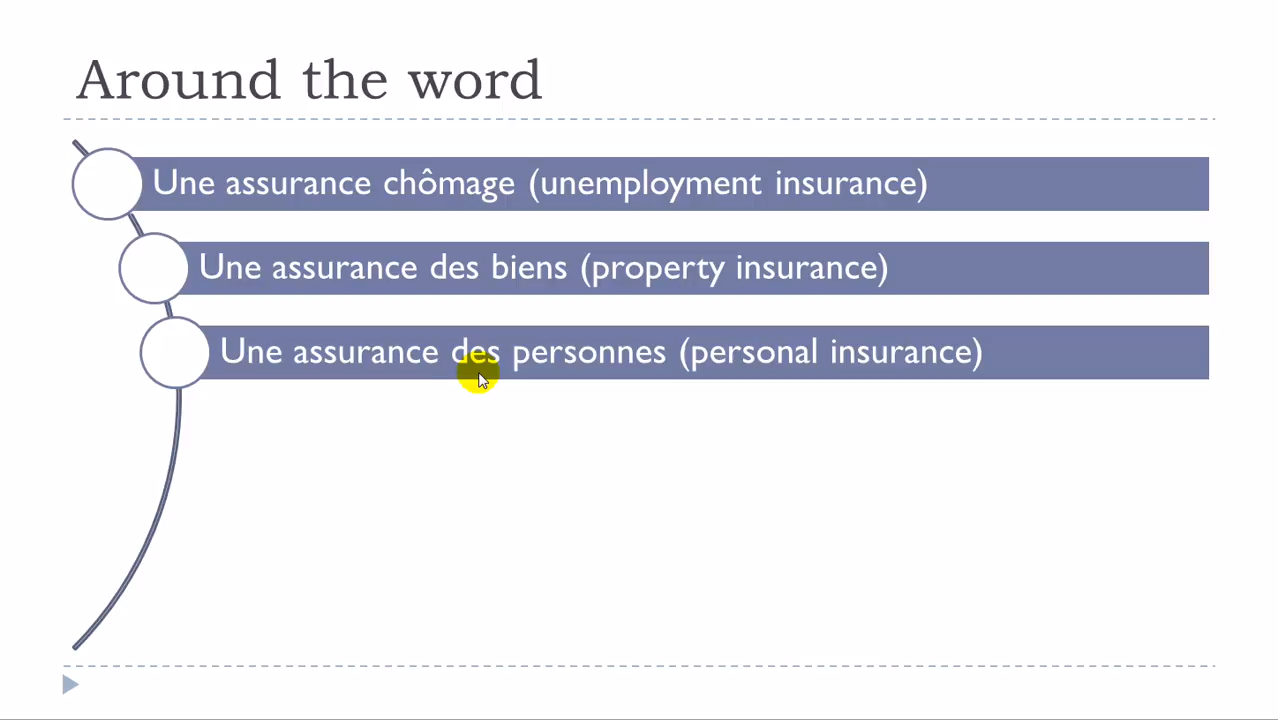 Around the word
Une assurance chômage (unemployment insurance)
Une assurance des biens (property insurance)
Une assurance des personnes (personal insurance)